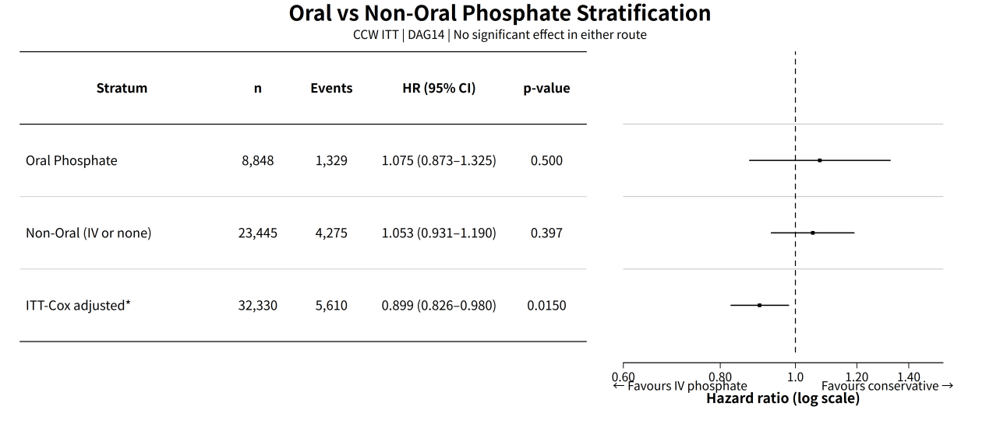 Oral vs Non-Oral Phosphate Stratification
CCW ITT | DAG14 | No significant effect in either route
Stratum n Events HR (95% CI) p-value
Oral Phosphate 8,848 1,329 1.075 (0.873–1.325) 0.500
Non-Oral (IV or none) 23,445 4,275 1.053 (0.931–1.190) 0.397
ITT-Cox adjusted* 32,330 5,610 0.899 (0.826–0.980) 0.0150
0.60 0.80 1.0 1.20 1.40
← Favours IV phosphate Favours conservative →
Hazard ratio (log scale)